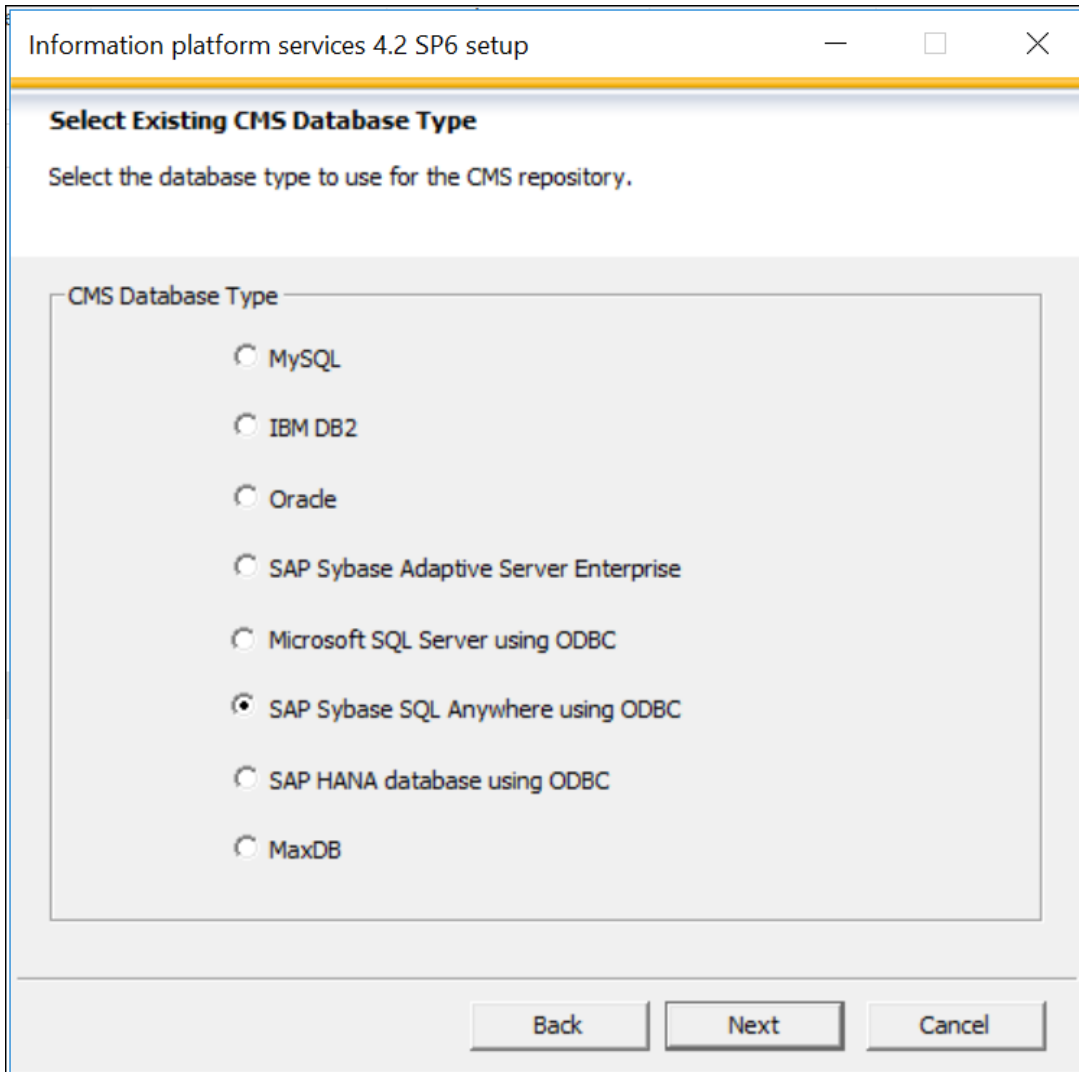 Information platform services 4.2 SP6 setup
Select Existing CMS Database Type
Select the database type to use for the CMS repository.
CMS Database Type
MySQL
IBM DB2
Oracle
SAP Sybase Adaptive Server Enterprise
Microsoft SQL Server using ODBC
SAP Sybase SQL Anywhere using ODBC
SAP HANA database using ODBC
MaxDB
Back
Next
Cancel